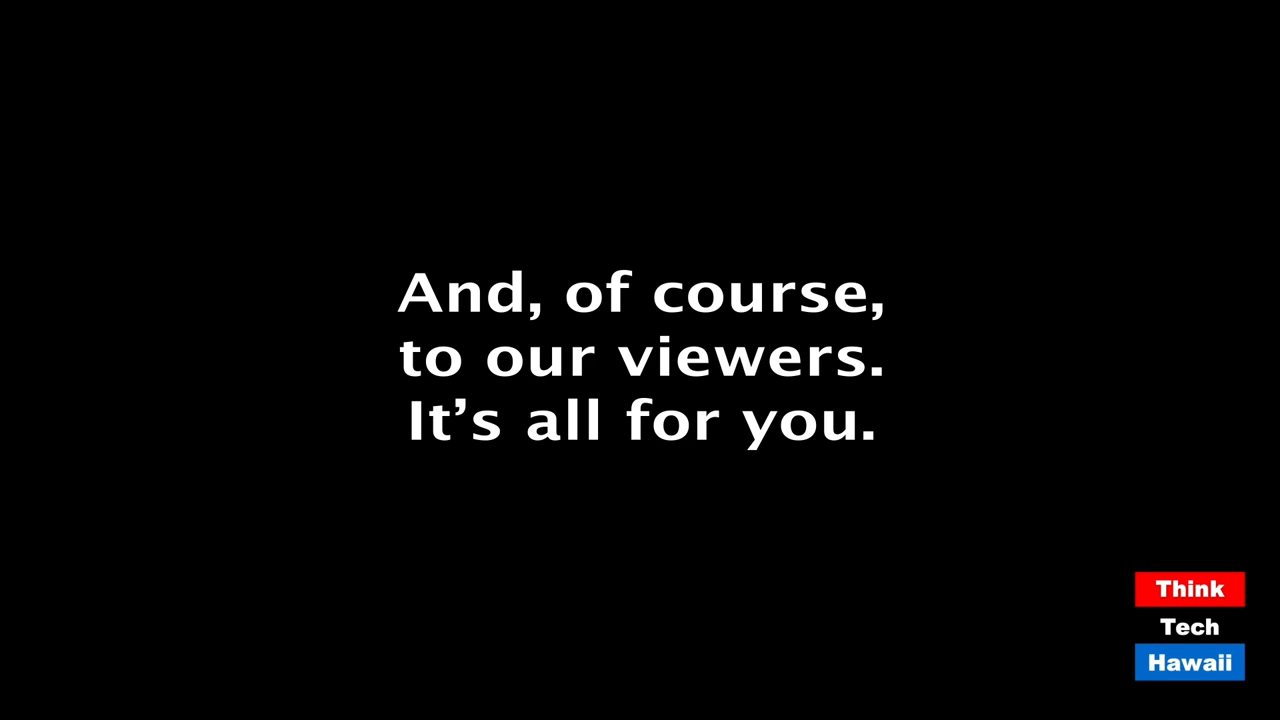 And, of course,
to our viewers.
It’s all for you.
Think
Tech
Hawaii